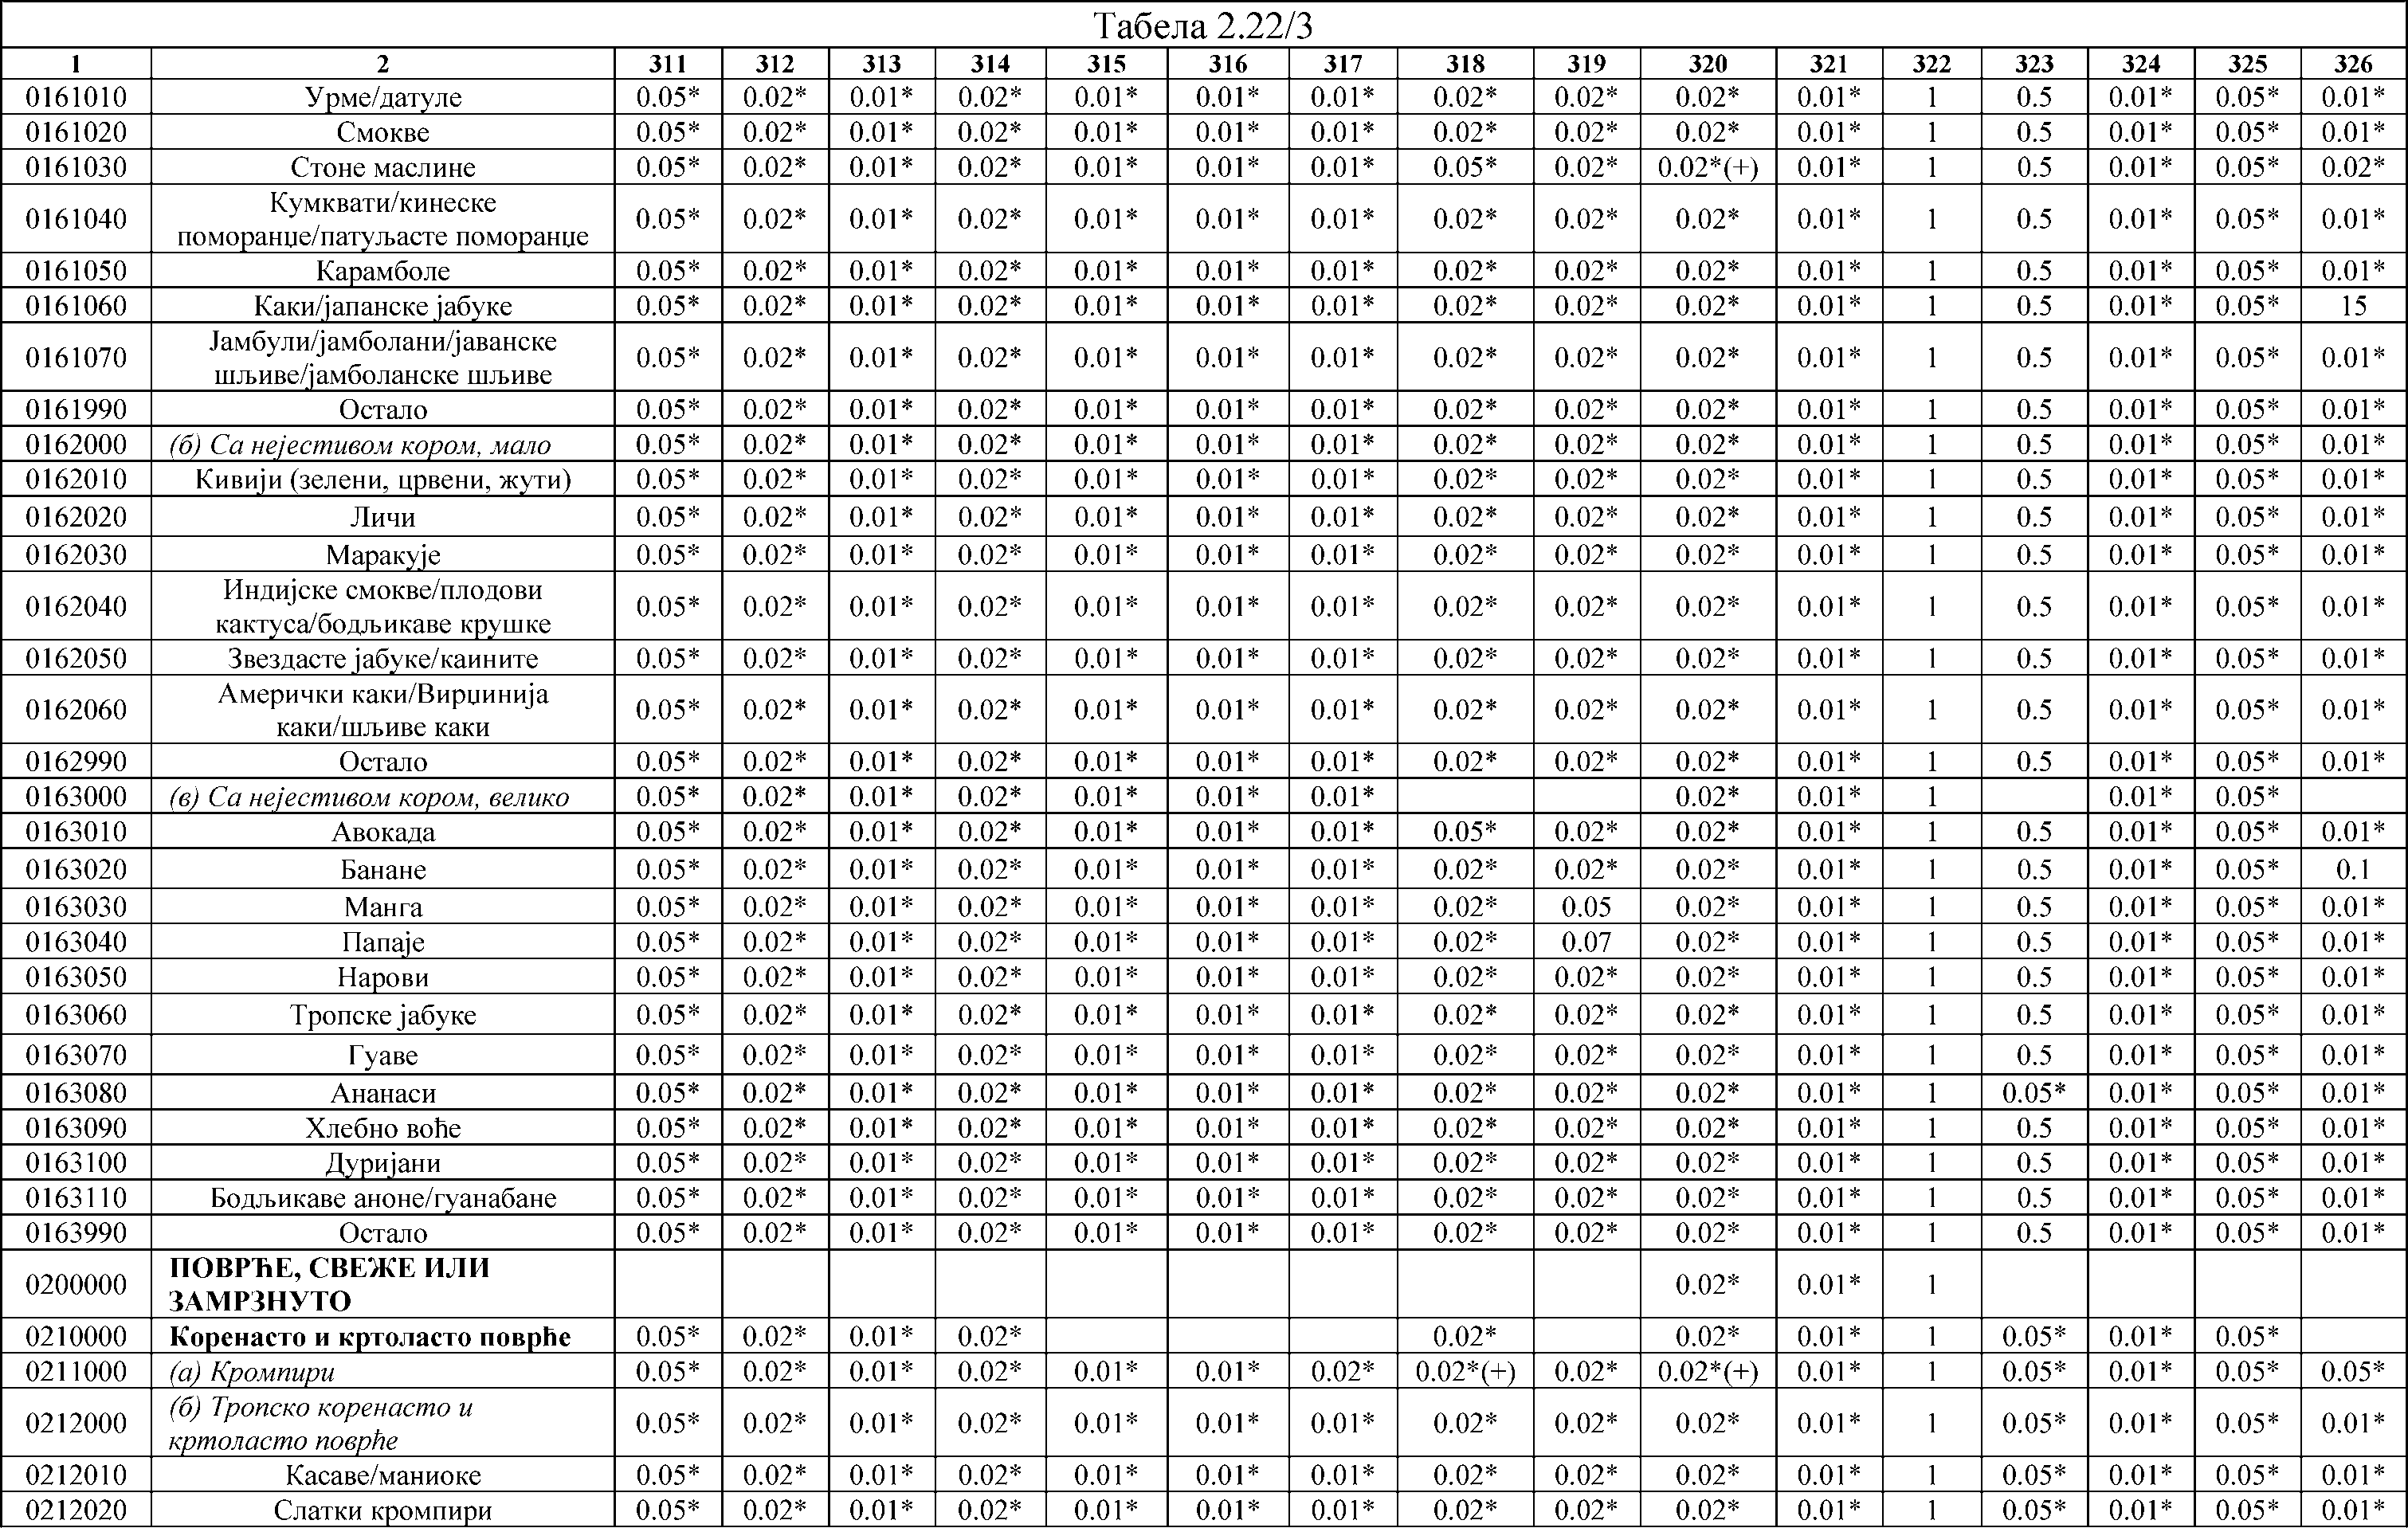 Табела 2.22/3
1 2 311 312 313 314 315 316 317 318 319 320 321 322 323 324 325 326
0161010 Урме/датуле 0.05* 0.02* 0.01* 0.02* 0.01* 0.01* 0.01* 0.02* 0.02* 0.02* 0.01* 1 0.5 0.01* 0.05* 0.01*
0161020 Смокве 0.05* 0.02* 0.01* 0.02* 0.01* 0.01* 0.01* 0.02* 0.02* 0.02* 0.01* 1 0.5 0.01* 0.05* 0.01*
0161030 Стоне маслине 0.05* 0.02* 0.01* 0.02* 0.01* 0.01* 0.01* 0.05* 0.02* 0.02*(+) 0.01* 1 0.5 0.01* 0.05* 0.02*
0161040 Кумквати/кинеске
поморанџе/патуљасте поморанџе 0.05* 0.02* 0.01* 0.02* 0.01* 0.01* 0.01* 0.02* 0.02* 0.02* 0.01* 1 0.5 0.01* 0.05* 0.01*
0161050 Карамболе 0.05* 0.02* 0.01* 0.02* 0.01* 0.01* 0.01* 0.02* 0.02* 0.02* 0.01* 1 0.5 0.01* 0.05* 0.01*
0161060 Каки/јапанске јабуке 0.05* 0.02* 0.01* 0.02* 0.01* 0.01* 0.01* 0.02* 0.02* 0.02* 0.01* 1 0.5 0.01* 0.05* 15
0161070 Јамбули/јамболани/јаванске
шљиве/јамболанске шљиве 0.05* 0.02* 0.01* 0.02* 0.01* 0.01* 0.01* 0.02* 0.02* 0.02* 0.01* 1 0.5 0.01* 0.05* 0.01*
0161990 Остало 0.05* 0.02* 0.01* 0.02* 0.01* 0.01* 0.01* 0.02* 0.02* 0.02* 0.01* 1 0.5 0.01* 0.05* 0.01*
0162000 (б) Са нејестивом кором, мало 0.05* 0.02* 0.01* 0.02* 0.01* 0.01* 0.01* 0.02* 0.02* 0.02* 0.01* 1 0.5 0.01* 0.05* 0.01*
0162010 Кивији (зелени, црвени, жути) 0.05* 0.02* 0.01* 0.02* 0.01* 0.01* 0.01* 0.02* 0.02* 0.02* 0.01* 1 0.5 0.01* 0.05* 0.01*
0162020 Личи 0.05* 0.02* 0.01* 0.02* 0.01* 0.01* 0.01* 0.02* 0.02* 0.02* 0.01* 1 0.5 0.01* 0.05* 0.01*
0162030 Маракује 0.05* 0.02* 0.01* 0.02* 0.01* 0.01* 0.01* 0.02* 0.02* 0.02* 0.01* 1 0.5 0.01* 0.05* 0.01*
0162040 Индијске смокве/плодови
кактуса/бодљикаве крушке 0.05* 0.02* 0.01* 0.02* 0.01* 0.01* 0.01* 0.02* 0.02* 0.02* 0.01* 1 0.5 0.01* 0.05* 0.01*
0162050 Звездасте јабуке/каините 0.05* 0.02* 0.01* 0.02* 0.01* 0.01* 0.01* 0.02* 0.02* 0.02* 0.01* 1 0.5 0.01* 0.05* 0.01*
0162060 Амерички каки/Вирџинија
каки/шљиве каки 0.05* 0.02* 0.01* 0.02* 0.01* 0.01* 0.01* 0.02* 0.02* 0.02* 0.01* 1 0.5 0.01* 0.05* 0.01*
0162990 Остало 0.05* 0.02* 0.01* 0.02* 0.01* 0.01* 0.01* 0.02* 0.02* 0.02* 0.01* 1 0.5 0.01* 0.05* 0.01*
0163000 (в) Са нејестивом кором, велико 0.05* 0.02* 0.01* 0.02* 0.01* 0.01* 0.01* 0.02* 0.01* 1 0.01* 0.05*
0163010 Авокада 0.05* 0.02* 0.01* 0.02* 0.01* 0.01* 0.01* 0.05* 0.02* 0.02* 0.01* 1 0.5 0.01* 0.05* 0.01*
0163020 Банане 0.05* 0.02* 0.01* 0.02* 0.01* 0.01* 0.01* 0.02* 0.02* 0.02* 0.01* 1 0.5 0.01* 0.05* 0.1
0163030 Манга 0.05* 0.02* 0.01* 0.02* 0.01* 0.01* 0.01* 0.02* 0.05 0.02* 0.01* 1 0.5 0.01* 0.05* 0.01*
0163040 Папаје 0.05* 0.02* 0.01* 0.02* 0.01* 0.01* 0.01* 0.02* 0.07 0.02* 0.01* 1 0.5 0.01* 0.05* 0.01*
0163050 Нарови 0.05* 0.02* 0.01* 0.02* 0.01* 0.01* 0.01* 0.02* 0.02* 0.02* 0.01* 1 0.5 0.01* 0.05* 0.01*
0163060 Тропске јабуке 0.05* 0.02* 0.01* 0.02* 0.01* 0.01* 0.01* 0.02* 0.02* 0.02* 0.01* 1 0.5 0.01* 0.05* 0.01*
0163070 Гуаве 0.05* 0.02* 0.01* 0.02* 0.01* 0.01* 0.01* 0.02* 0.02* 0.02* 0.01* 1 0.5 0.01* 0.05* 0.01*
0163080 Ананаси 0.05* 0.02* 0.01* 0.02* 0.01* 0.01* 0.01* 0.02* 0.02* 0.02* 0.01* 1 0.05* 0.01* 0.05* 0.01*
0163090 Хлебно воће 0.05* 0.02* 0.01* 0.02* 0.01* 0.01* 0.01* 0.02* 0.02* 0.02* 0.01* 1 0.5 0.01* 0.05* 0.01*
0163100 Дуријани 0.05* 0.02* 0.01* 0.02* 0.01* 0.01* 0.01* 0.02* 0.02* 0.02* 0.01* 1 0.5 0.01* 0.05* 0.01*
0163110 Бодљикаве аноне/гуанабане 0.05* 0.02* 0.01* 0.02* 0.01* 0.01* 0.01* 0.02* 0.02* 0.02* 0.01* 1 0.5 0.01* 0.05* 0.01*
0163990 Остало 0.05* 0.02* 0.01* 0.02* 0.01* 0.01* 0.01* 0.02* 0.02* 0.02* 0.01* 1 0.5 0.01* 0.05* 0.01*
0200000 ПОВРЋЕ, СВЕЖЕ ИЛИ
ЗАМРЗНУТО 0.02* 0.01* 1
0210000 Коренасто и кртоласто поврће 0.05* 0.02* 0.01* 0.02* 0.02* 0.02* 0.01* 1 0.05* 0.01* 0.05*
0211000 (а) Кромпири 0.05* 0.02* 0.01* 0.02* 0.01* 0.01* 0.02* 0.02*(+) 0.02* 0.02*(+) 0.01* 1 0.05* 0.01* 0.05* 0.05*
0212000 (б) Тропско коренасто и
кртоласто поврће 0.05* 0.02* 0.01* 0.02* 0.01* 0.01* 0.01* 0.02* 0.02* 0.02* 0.01* 1 0.05* 0.01* 0.05* 0.01*
0212010 Касаве/маниоке 0.05* 0.02* 0.01* 0.02* 0.01* 0.01* 0.01* 0.02* 0.02* 0.02* 0.01* 1 0.05* 0.01* 0.05* 0.01*
0212020 Слатки кромпири 0.05* 0.02* 0.01* 0.02* 0.01* 0.01* 0.01* 0.02* 0.02* 0.02* 0.01* 1 0.05* 0.01* 0.05* 0.01*